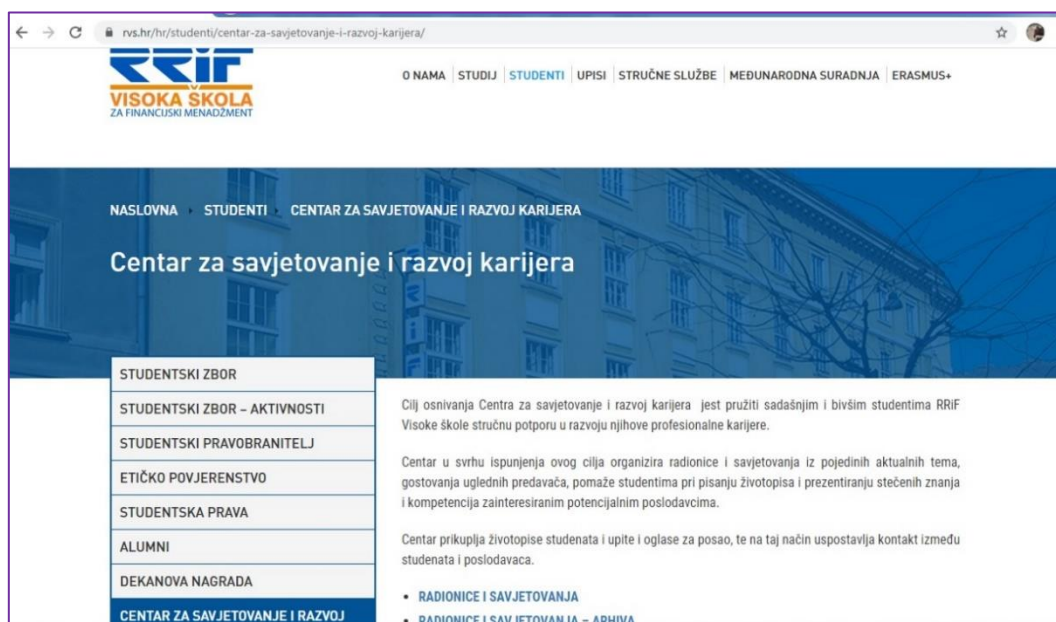 rvs.hr/hr/studenti/centar-za-savjetovanje-i-razvoj-karijera/
RRiF
VISOKA ŠKOLA
ZA FINANCIJSKI MENADŽMENT
O NAMA STUDIJ STUDENTI UPISI STRUČNE SLUŽBE MEĐUNARODNA SURADNJA ERASMUS+
NASLOVNA STUDENTI CENTAR ZA SAVJETOVANJE I RAZVOJ KARIJERA
Centar za savjetovanje i razvoj karijera
STUDENTSKI ZBOR
STUDENTSKI ZBOR – AKTIVNOSTI
STUDENTSKI PRAVOBRANITELJ
ETIČKO POVJERENSTVO
STUDENTSKA PRAVA
ALUMNI
DEKANOVA NAGRADA
CENTAR ZA SAVJETOVANJE I RAZVOJ
Cilj osnivanja Centra za savjetovanje i razvoj karijera jest pružiti sadašnjim i bivšim studentima RRiF
Visoke škole stručnu potporu u razvoju njihove profesionalne karijere.
Centar u svrhu ispunjenja ovog cilja organizira radionice i savjetovanja iz pojedinih aktualnih tema,
gostovanja uglednih predavača, pomaže studentima pri pisanju životopisa i prezentiranju stečenih znanja
i kompetencija zainteresiranim potencijalnim poslodavcima.
Centar prikuplja životopise studenata i upite i oglase za posao, te na taj način uspostavlja kontakt između
studenata i poslodavaca.
• RADIONICE I SAVJETOVANJA
• RADIONICE I SAVJETOVANJA – ARHIVA